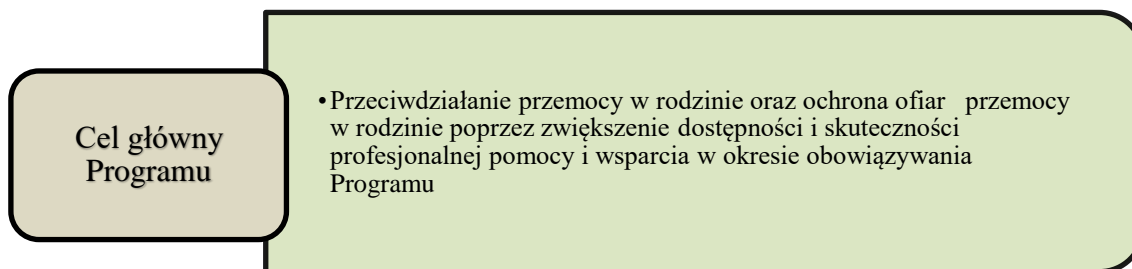 Cel główny
Programu
•Przeciwdziałanie przemocy w rodzinie oraz ochrona ofiar przemocy
w rodzinie poprzez zwiększenie dostępności i skuteczności
profesjonalnej pomocy i wsparcia w okresie obowiązywania
Programu